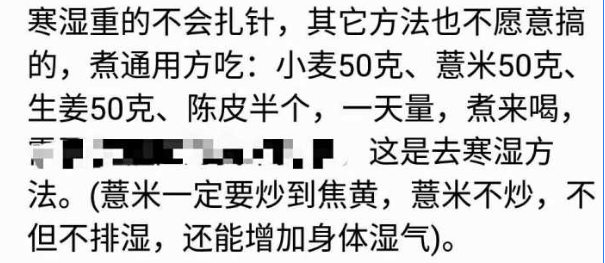 寒湿重的不会扎针，其它方法也不愿意搞
的，煮通用方吃：小麦50克、薏米50克、
生姜50克、陈皮半个，一天量，煮来喝，
这是去寒湿方
法。(薏米一定要炒到焦黄，薏米不炒，不
但不排湿，还能增加身体湿气)。